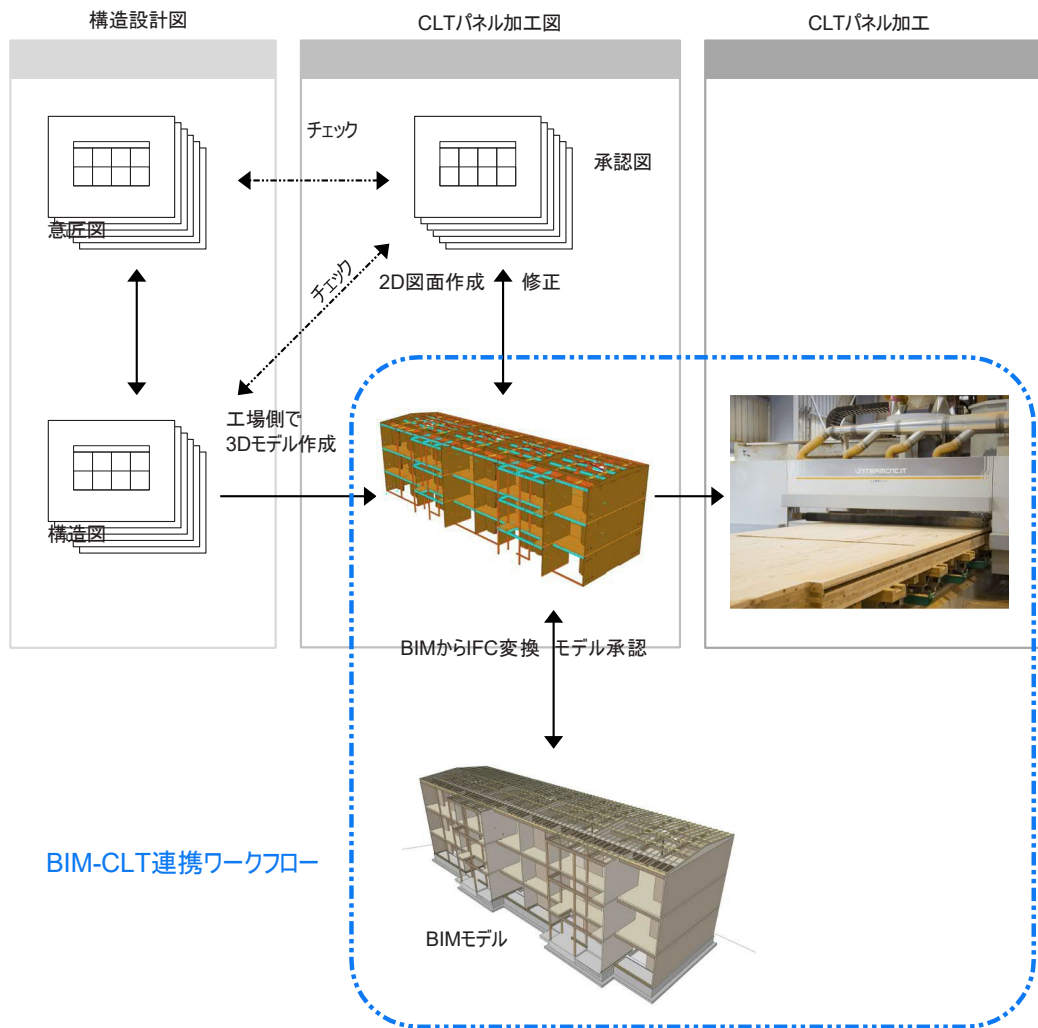 構造設計図
CLTパネル加工図
CLTパネル加工
チェック
承認図
意匠図
チェック
2D図面作成
修正
工場側で
3Dモデル作成
構造図
UNITEAMCNC.IT
BIMからIFC変換
モデル承認
BIM-CLT連携ワークフロー
BIMモデル